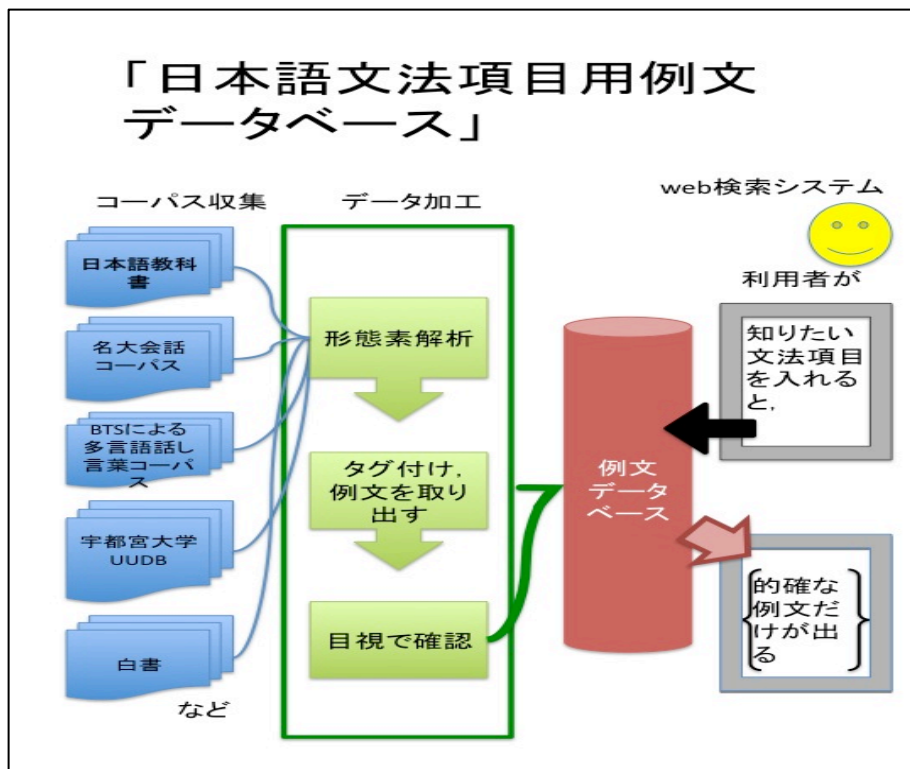 「日本語文法項目用例文
データベース」
コーパス収集
データ加工
web検索システム
日本語教科
書
名大会話
コーパス
BTSによる
多言語話し
言葉コーパ
ス
宇都宮大学
UUDB
白書
など
形態素解析
タグ付け,
例文を取り
出す
目視で確認
例文
データ
ベース
利用者が
知りたい
文法項目
を入れる
と,
的確な
例文だ
けが出
る